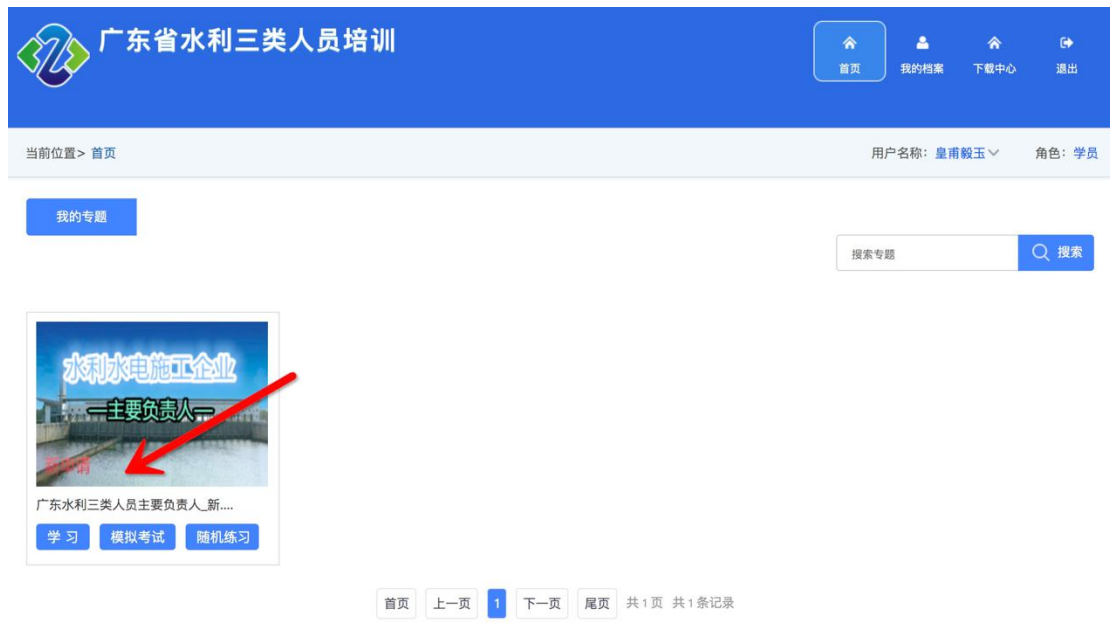 广东省水利三类人员培训
首页 我的档案 下载中心 退出
当前位置> 首页
用户名称：皇甫毅玉 角色：学员
我的专题
搜索专题 搜索
水利水电施工企业
—主要负责人—
新申请
广东水利三类人员主要负责人_新....
学 习 模拟考试 随机练习
首页 上一页 1 下一页 尾页 共1页 共1条记录